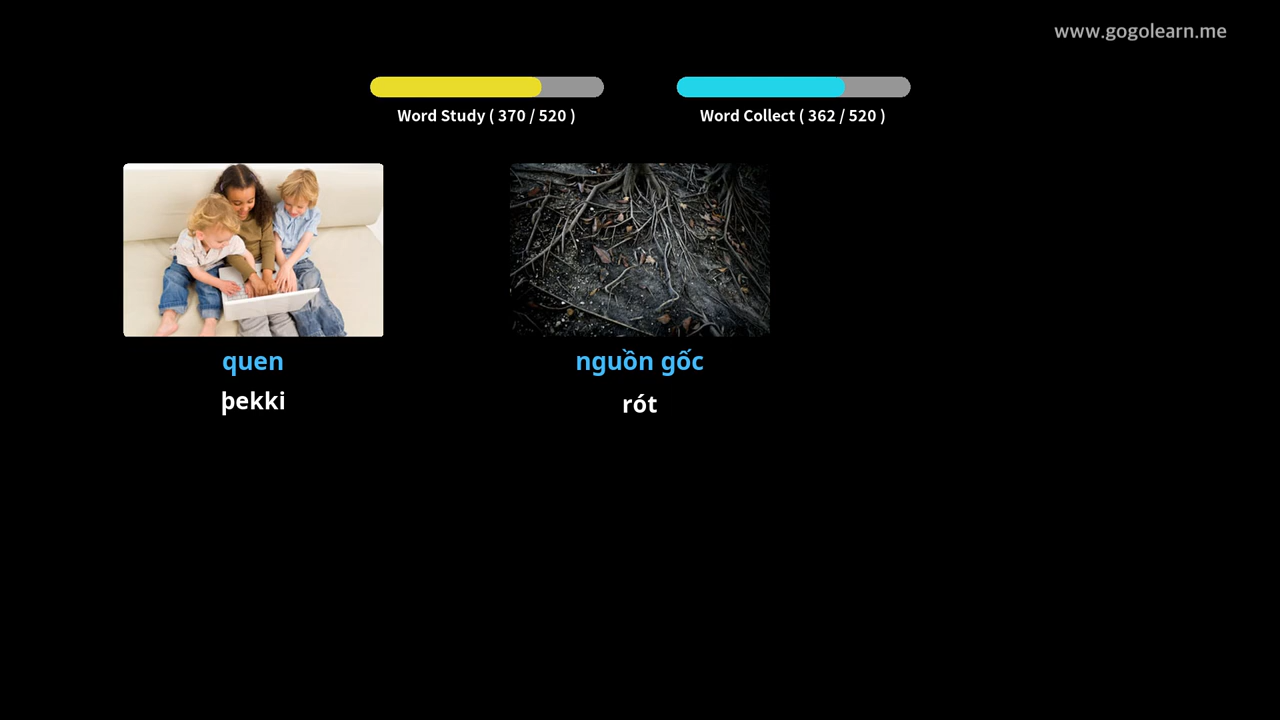 www.gogolearn.me
Word Study ( 370 / 520 )
Word Collect ( 362 / 520 )
quen
þekki
nguồn gốc
rót